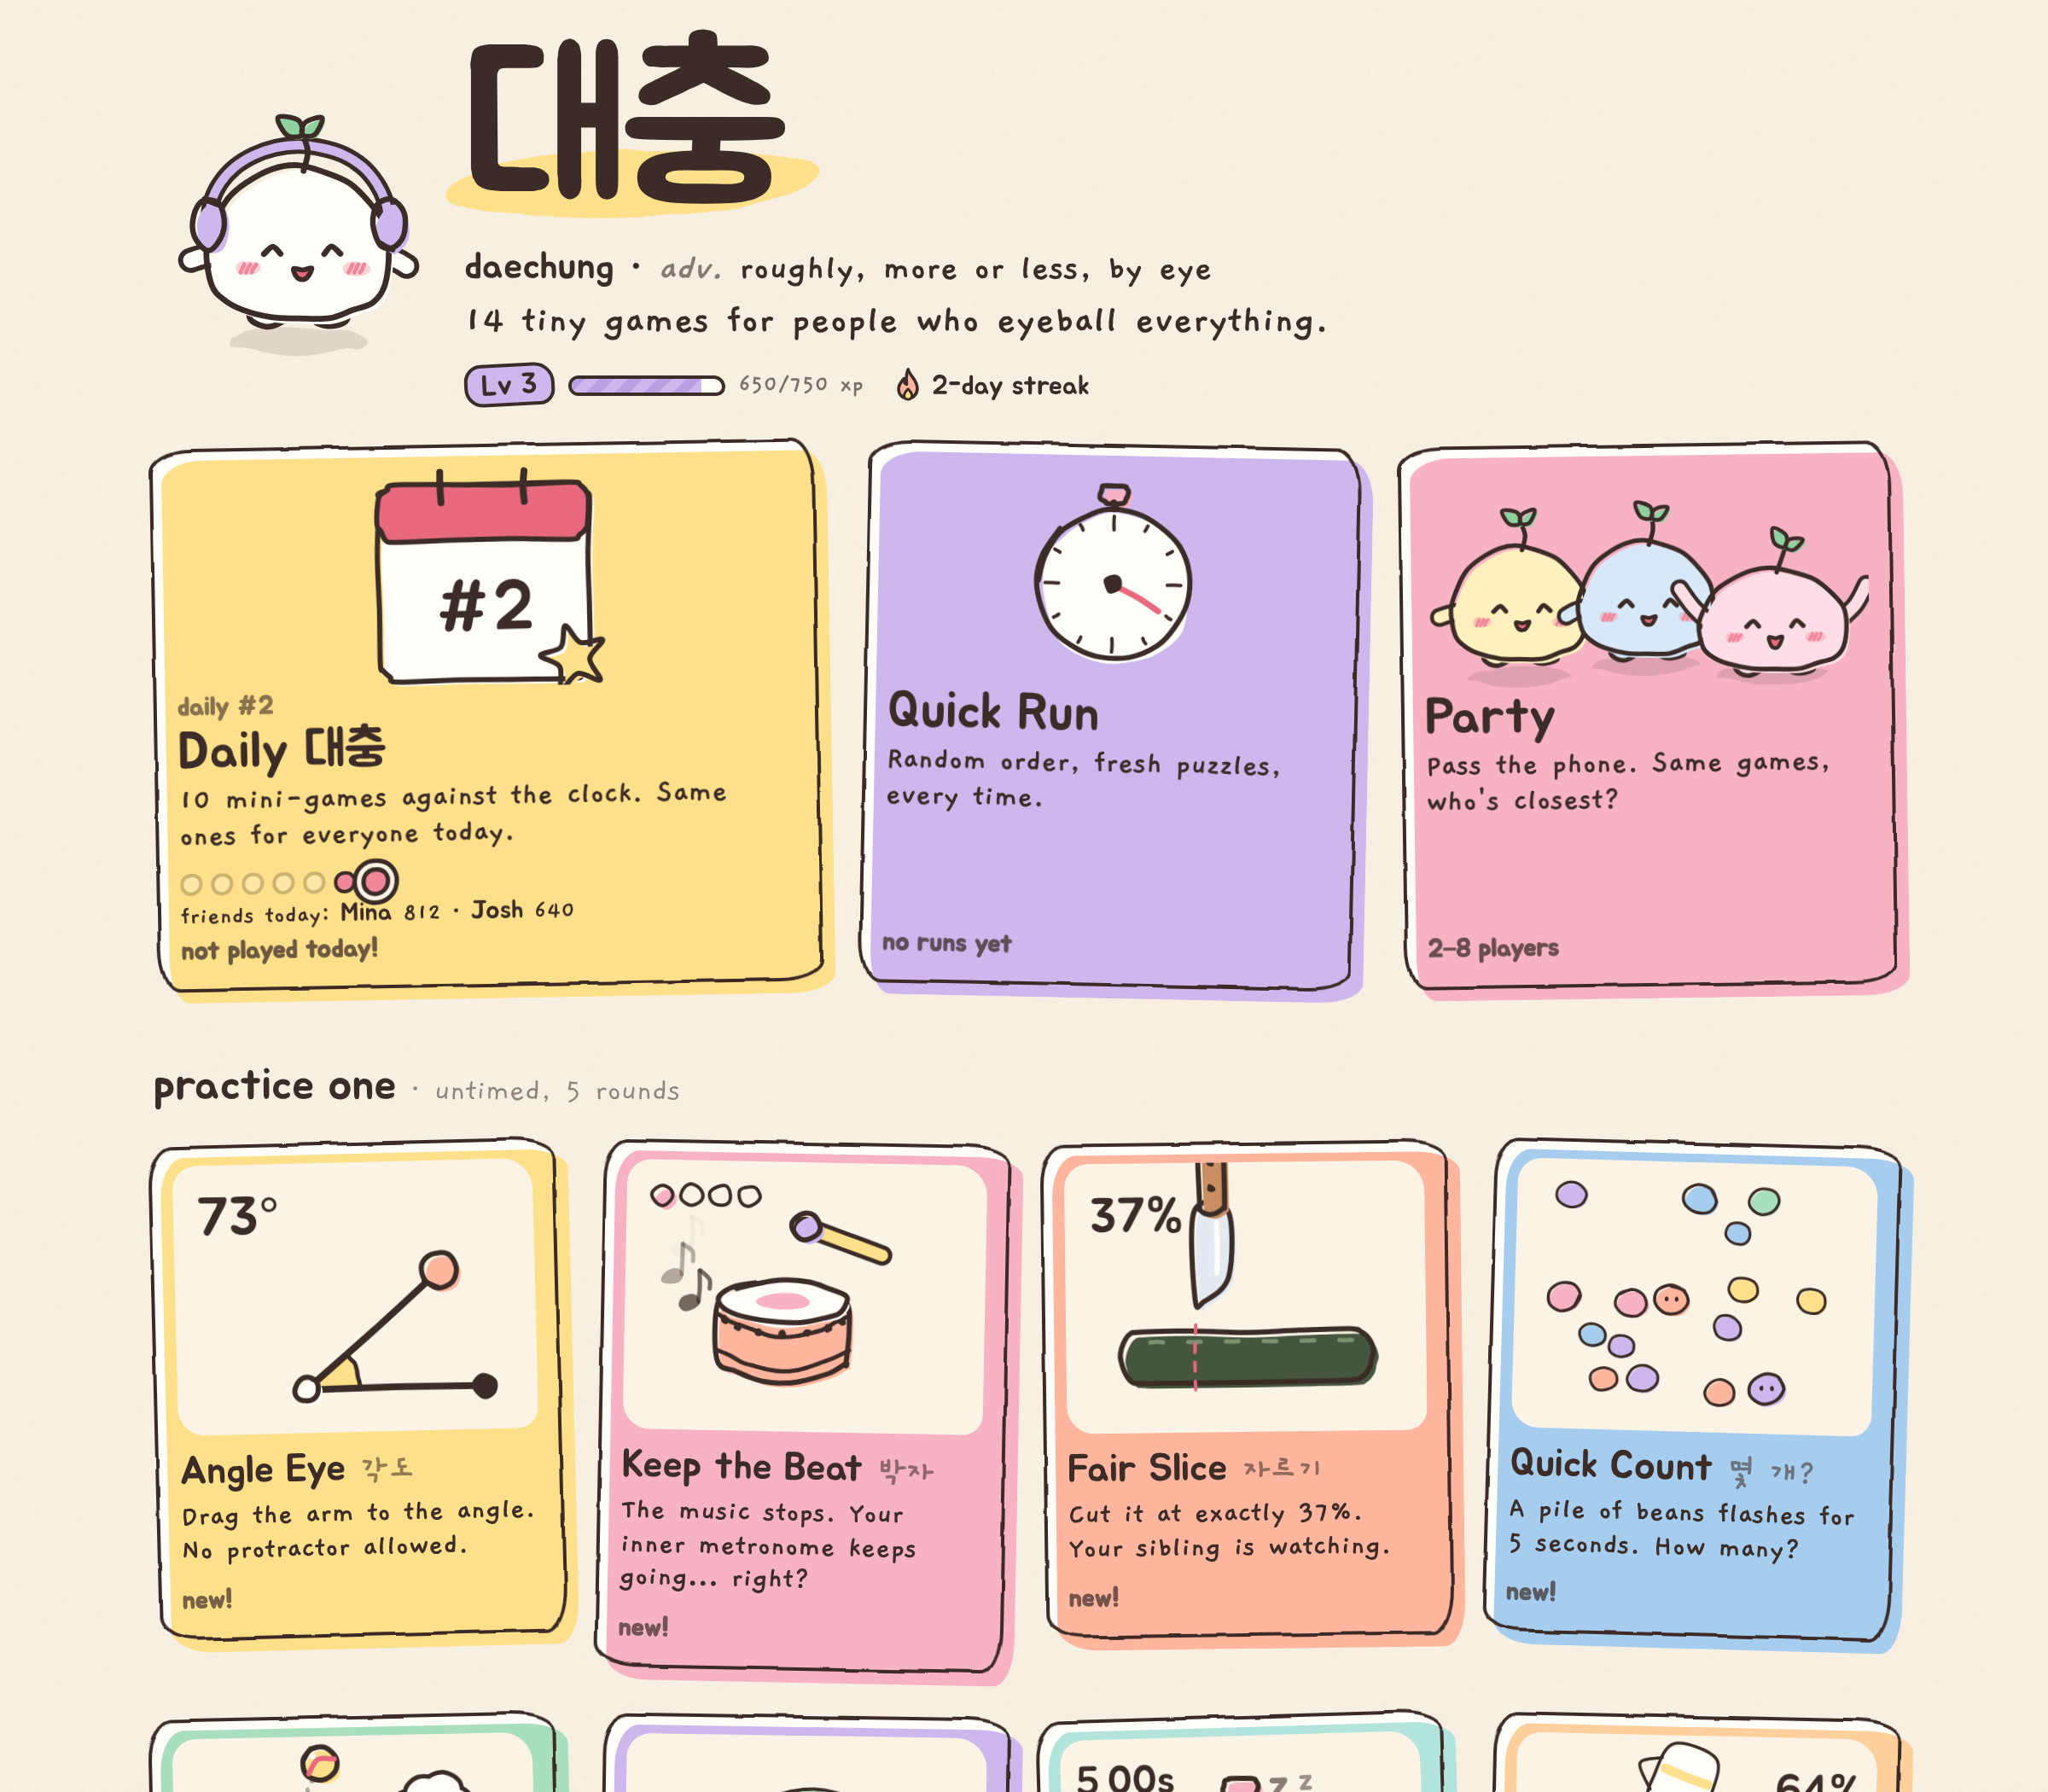 대충
daechung · adv. roughly, more or less, by eye
14 tiny games for people who eyeball everything.
Lv 3 650/750 xp 2-day streak
#2
daily #2
Daily 대충
10 mini-games against the clock. Same
ones for everyone today.
friends today: Mina 812 · Josh 640
not played today!
Quick Run
Random order, fresh puzzles,
every time.
no runs yet
Party
Pass the phone. Same games,
who's closest?
2–8 players
practice one · untimed, 5 rounds
73°
Angle Eye 각도
Drag the arm to the angle.
No protractor allowed.
new!
Keep the Beat 박자
The music stops. Your
inner metronome keeps
going... right?
new!
37%
Fair Slice 자르기
Cut it at exactly 37%.
Your sibling is watching.
new!
Quick Count 몇 개?
A pile of beans flashes for
5 seconds. How many?
new!
5.00s
z z
64%